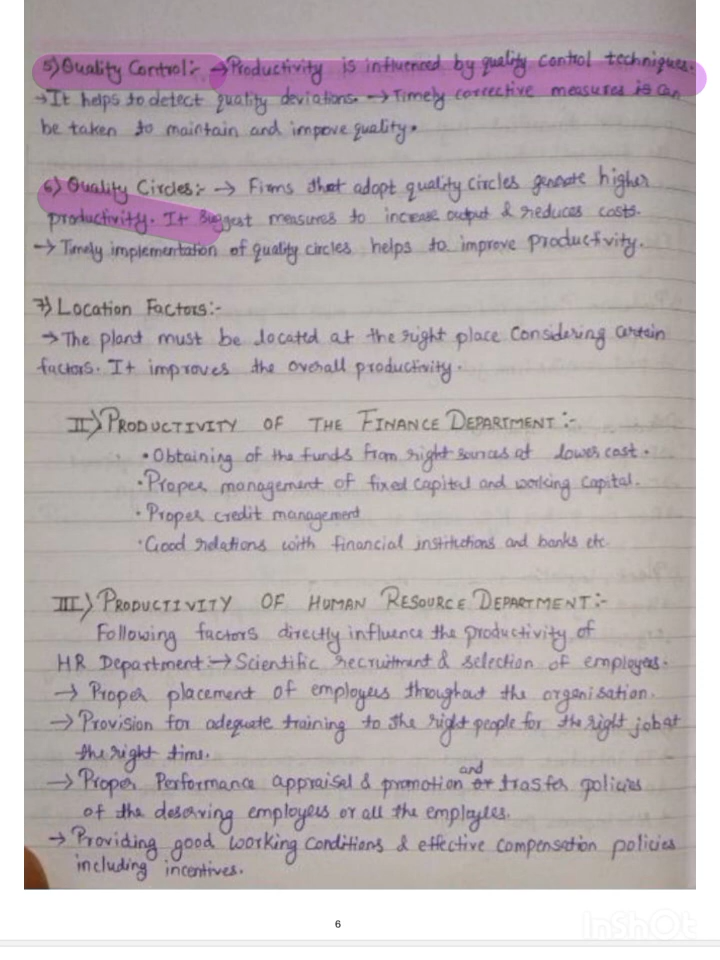 5) Quality Control:- → Productivity is influenced by quality control techniques.
→ It helps to detect quality deviations. → Timely corrective measures is can
be taken to maintain and impove quality.
6) Quality Circles:- → Firms that adopt quality circles generate higher
productivity. It suggest measures to increase output & reduces costs.
→ Timely implementation of quality circles helps to improve productivity.
7) Location Factors:-
→ The plant must be located at the right place considering certain
factors. It improves the overall productivity.
II) PRODUCTIVITY OF THE FINANCE DEPARTMENT:-
• Obtaining of the funds from right sources at lower cost.
• Proper management of fixed capital and working capital.
• Proper credit management
• Good relations with financial institutions and banks etc.
III) PRODUCTIVITY OF HUMAN RESOURCE DEPARTMENT:-
Following factors directly influence the productivity of
HR Department:→ Scientific recruitment & selection of employees.
→ Proper placement of employees throughout the organisation.
→ Provision for adequate training to the right people for the right job at
the right time.
→ Proper Performance appraisal & promotion or and trasfer policies
of the deserving employees or all the employees.
→ Providing good working conditions & effective compensation policies
including incentives.
6
InShOt